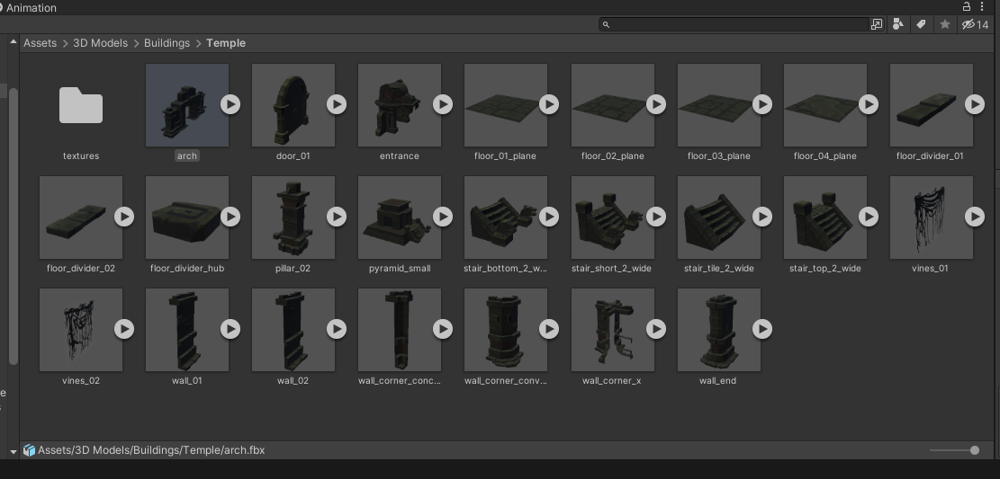 Animation
14
Assets > 3D Models > Buildings > Temple
textures arch door_01 entrance floor_01_plane floor_02_plane floor_03_plane floor_04_plane floor_divider_01
floor_divider_02 floor_divider_hub pillar_02 pyramid_small stair_bottom_2_w... stair_short_2_wide stair_tile_2_wide stair_top_2_wide vines_01
vines_02 wall_01 wall_02 wall_corner_conc... wall_corner_conv... wall_corner_x wall_end
Assets/3D Models/Buildings/Temple/arch.fbx